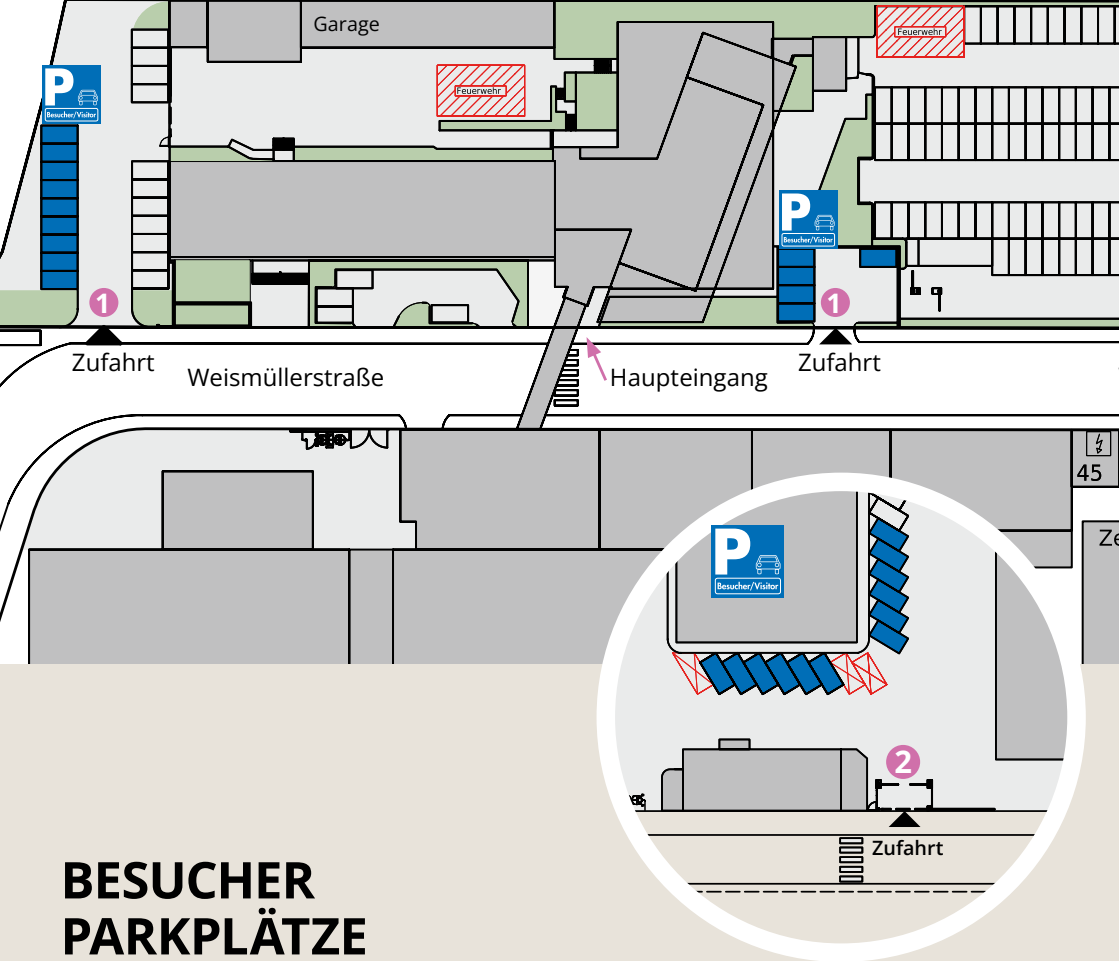 Garage
Feuerwehr
Feuerwehr
P
Besucher/Visitor
P
Besucher/Visitor
1
1
Zufahrt
Weismüllerstraße
Haupteingang
Zufahrt
45
P
Besucher/Visitor
2
Zufahrt
BESUCHER
PARKPLÄTZE